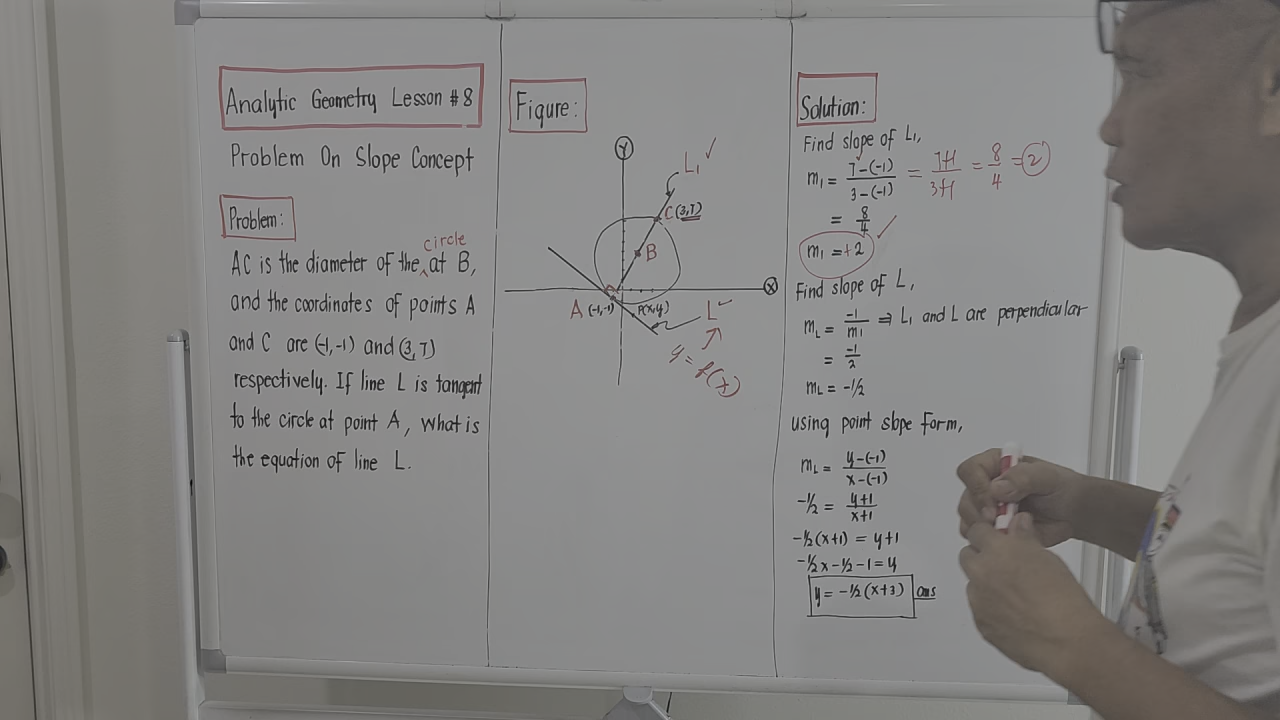 Analytic Geometry Lesson #8
Problem On Slope Concept
Problem:
circle
AC is the diameter of the ^ at B,
and the coordinates of points A
and C are (-1,-1) and (3,7)
respectively. If line L is tangent
to the circle at point A, what is
the equation of line L.
Figure:
Y
L₁ ✓
C (3,7)
B
X
A (-1,-1)
P(x,y)
L ✓
y = f(x)
Solution:
Find slope of L₁,
m₁ = 7-(-1)/3-(-1) = 7+1/3+1 = 8/4 = 2
= 8/4
m₁ = +2 ✓
Find slope of L,
mL = -1/m₁ ⇒ L₁ and L are perpendicular
= -1/2
mL = -1/2
using point slope form,
mL = y-(-1)/x-(-1)
-1/2 = y+1/x+1
-1/2(x+1) = y+1
-1/2x-1/2-1=y
y = -1/2(x+3) ans